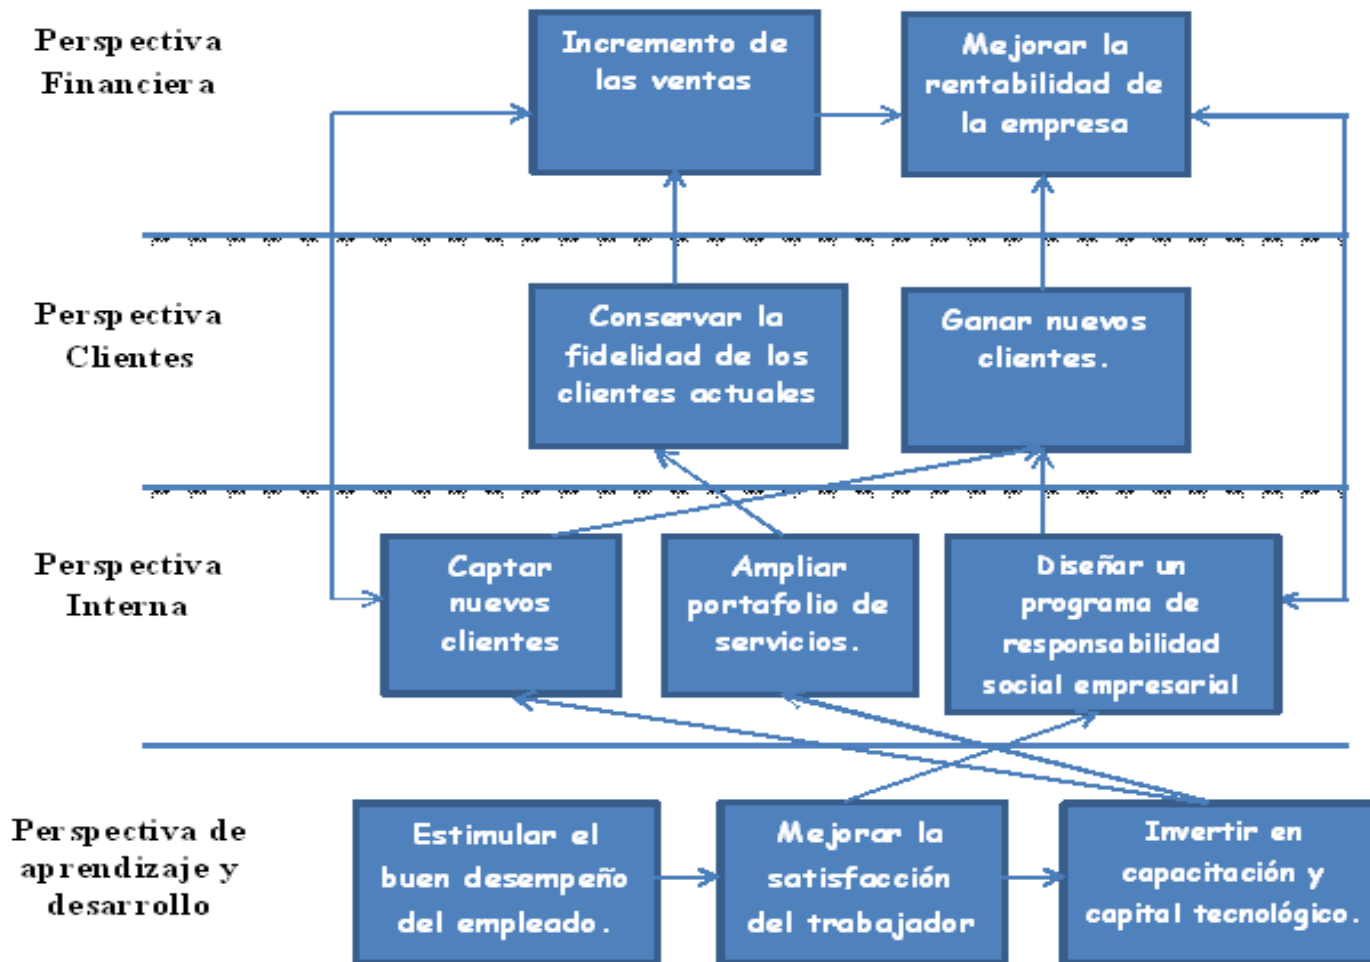 Perspectiva
Financiera
Incremento de
las ventas
Mejorar la
rentabilidad de
la empresa
Perspectiva
Clientes
Conservar la
fidelidad de los
clientes actuales
Ganar nuevos
clientes.
Perspectiva
Interna
Captar
nuevos
clientes
Ampliar
portafolio de
servicios.
Diseñar un
programa de
responsabilidad
social empresarial
Perspectiva de
aprendizaje y
desarrollo
Estimular el
buen desempeño
del empleado.
Mejorar la
satisfacción
del trabajador
Invertir en
capacitación y
capital tecnológico.